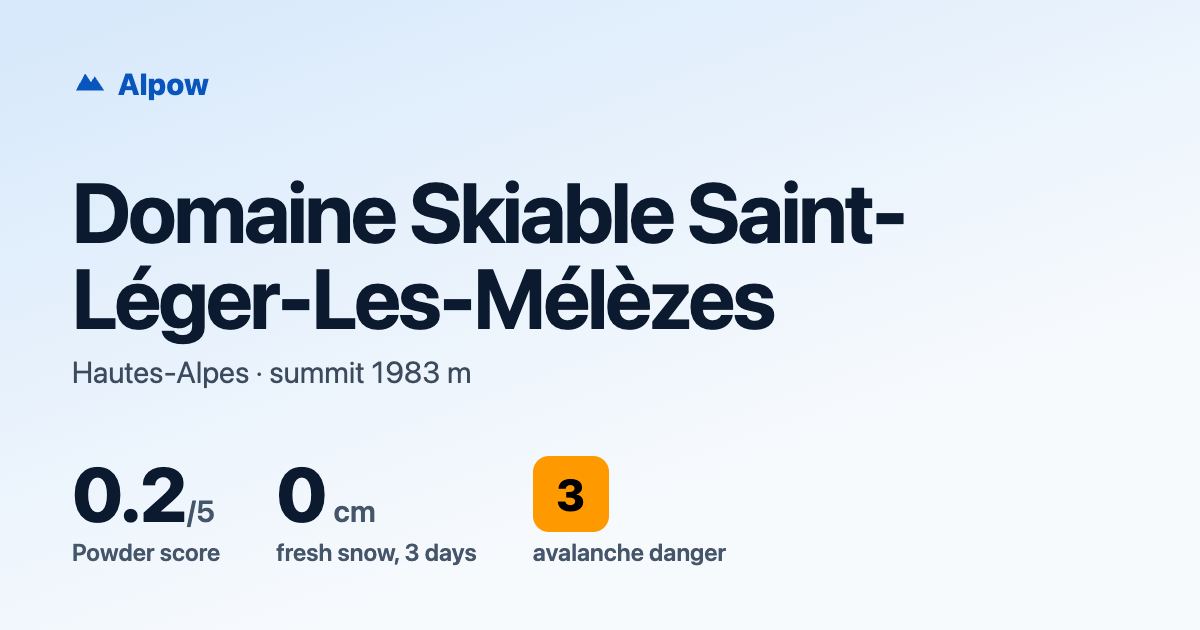 Alpow
Domaine Skiable Saint-
Léger-Les-Mélèzes
Hautes-Alpes · summit 1983 m
0.2/5 0 cm 3
Powder score fresh snow, 3 days avalanche danger